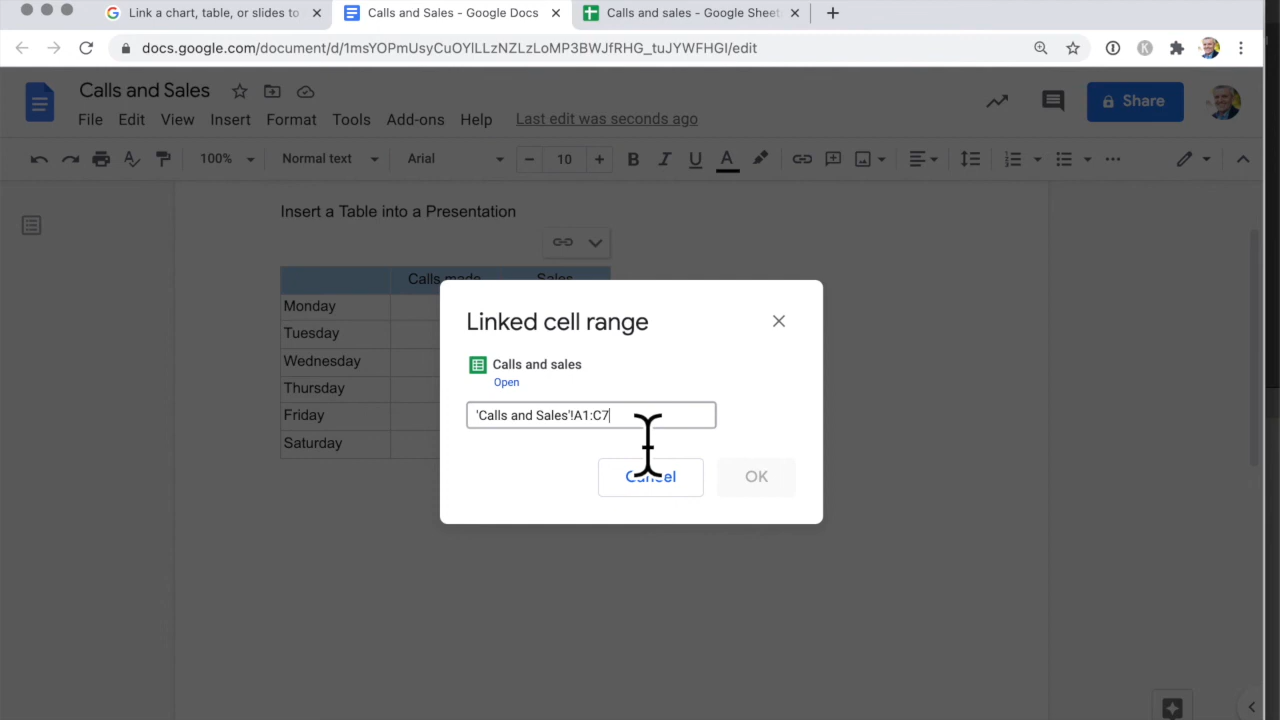 Link a chart, table, or slides to
Calls and Sales - Google Docs
Calls and sales - Google Sheet
docs.google.com/document/d/1msYOPmUsyCuOYlLLzNZLzLoMP3BWJfRHG_tuJYWFHGI/edit
Calls and Sales
File Edit View Insert Format Tools Add-ons Help Last edit was seconds ago
Share
100% Normal text Arial 10 B I U A
Insert a Table into a Presentation
Calls made Sales
Monday
Tuesday
Wednesday
Thursday
Friday
Saturday
Linked cell range
Calls and sales
Open
'Calls and Sales'!A1:C7
Cancel OK